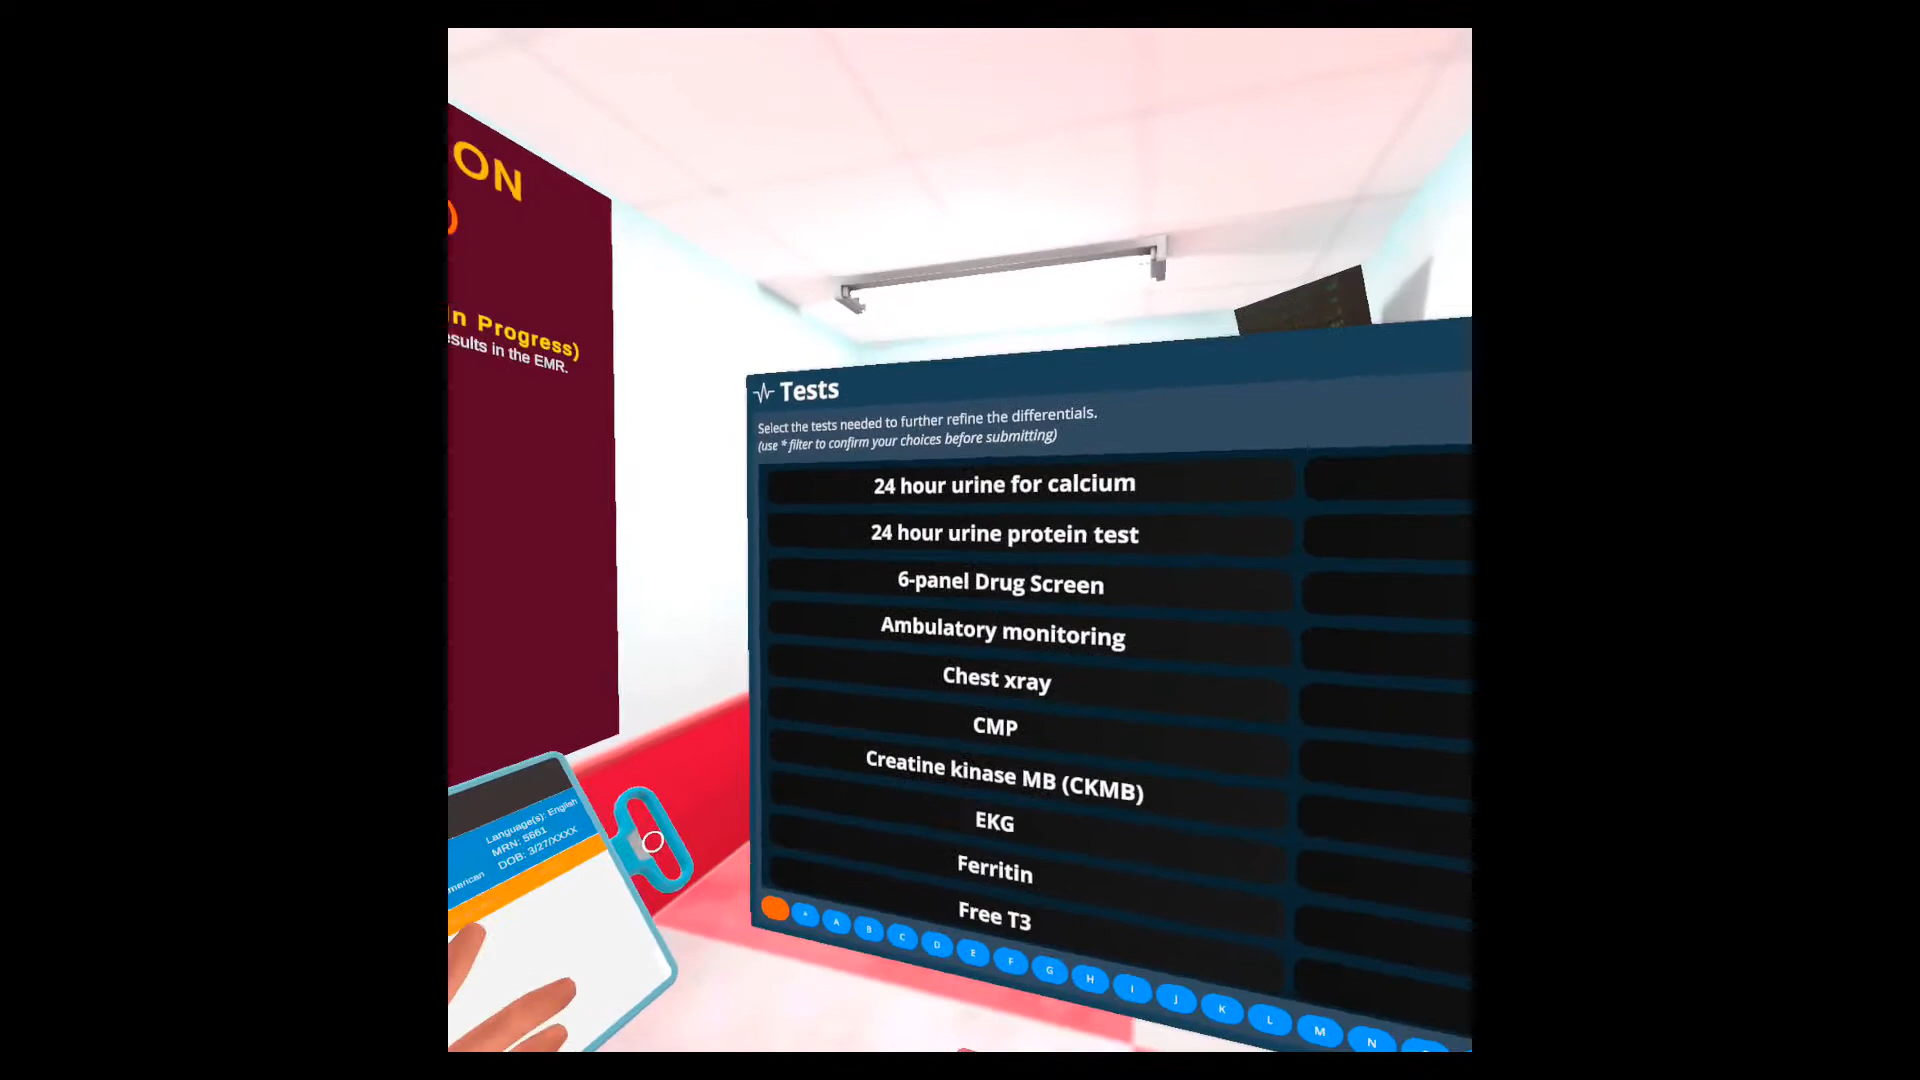 ON
)
n Progress)
esults in the EMR.
Tests
Select the tests needed to further refine the differentials.
(use * filter to confirm your choices before submitting)
24 hour urine for calcium
24 hour urine protein test
6-panel Drug Screen
Ambulatory monitoring
Chest xray
CMP
Creatine kinase MB (CKMB)
EKG
Ferritin
Free T3
* A B C D E F G H I J K L M N
Language(s): English
MRN: 5661
DOB: 3/27/XXXX
merican